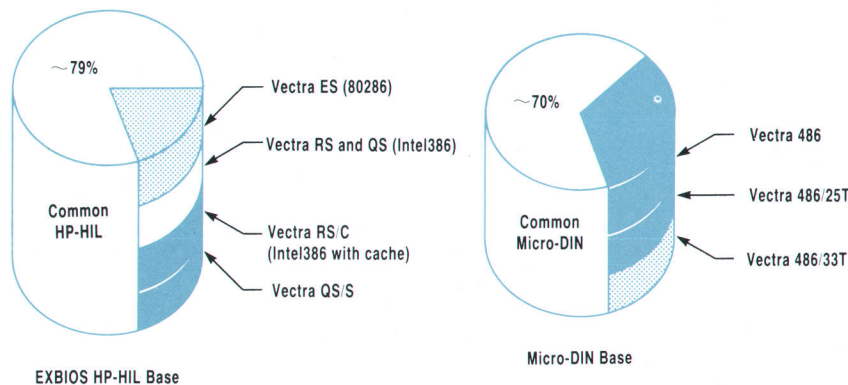 ~79%
Common
HP-HIL
Vectra ES (80286)
Vectra RS and QS (Intel386)
Vectra RS/C
(Intel386 with cache)
Vectra QS/S
EXBIOS HP-HIL Base
~70%
Common
Micro-DIN
Vectra 486
Vectra 486/25T
Vectra 486/33T
Micro-DIN Base